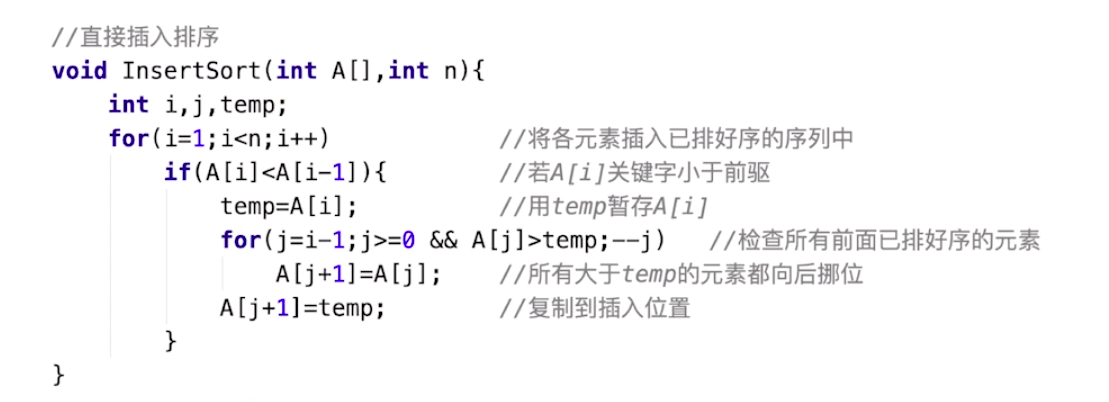 //直接插入排序
void InsertSort(int A[],int n){
    int i,j,temp;
    for(i=1;i<n;i++)            //将各元素插入已排好序的序列中
        if(A[i]<A[i-1]){        //若A[i]关键字小于前驱
            temp=A[i];          //用temp暂存A[i]
            for(j=i-1;j>=0 && A[j]>temp;--j)   //检查所有前面已排好序的元素
                A[j+1]=A[j];    //所有大于temp的元素都向后挪位
            A[j+1]=temp;        //复制到插入位置
        }
}